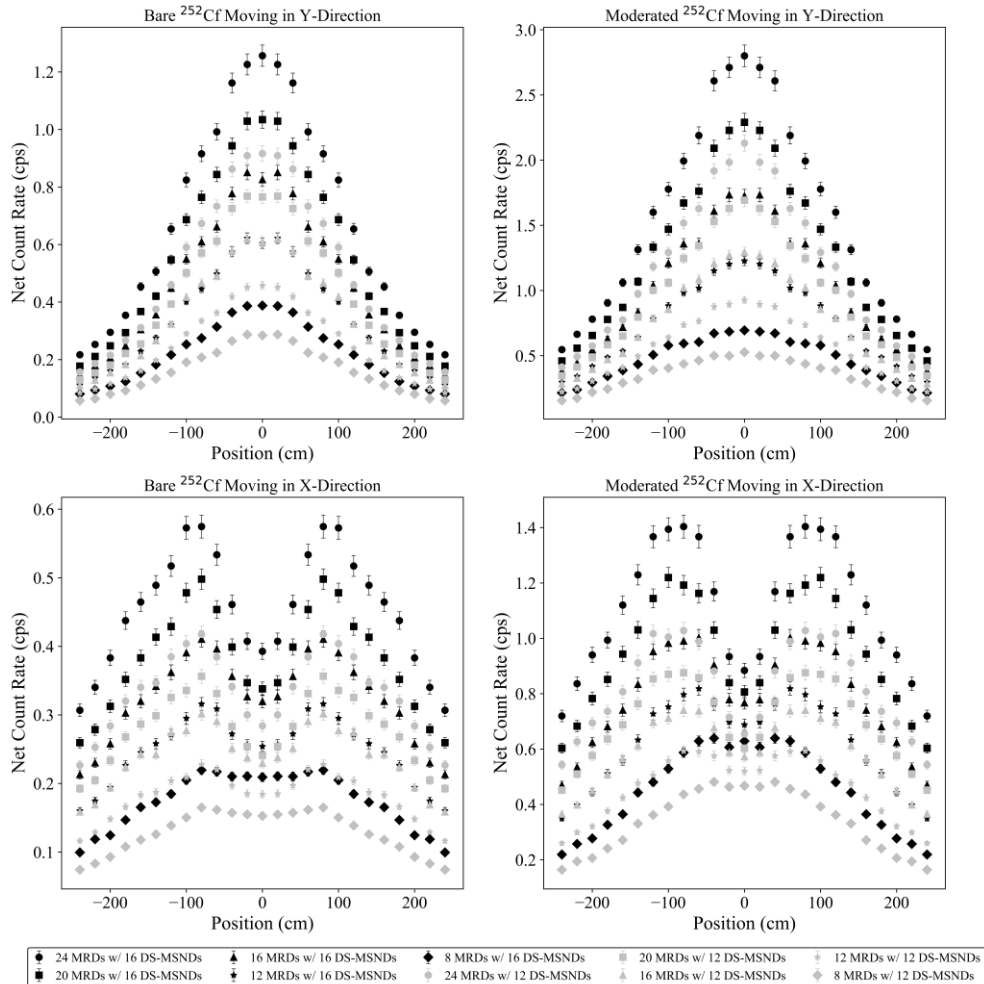 Bare ²⁵²Cf Moving in Y-Direction
Net Count Rate (cps)
1.2
1.0
0.8
0.6
0.4
0.2
0.0
−200 −100 0 100 200
Position (cm)
Moderated ²⁵²Cf Moving in Y-Direction
Net Count Rate (cps)
3.0
2.5
2.0
1.5
1.0
0.5
−200 −100 0 100 200
Position (cm)
Bare ²⁵²Cf Moving in X-Direction
Net Count Rate (cps)
0.6
0.5
0.4
0.3
0.2
0.1
−200 −100 0 100 200
Position (cm)
Moderated ²⁵²Cf Moving in X-Direction
Net Count Rate (cps)
1.4
1.2
1.0
0.8
0.6
0.4
0.2
−200 −100 0 100 200
Position (cm)
24 MRDs w/ 16 DS-MSNDs 16 MRDs w/ 16 DS-MSNDs 8 MRDs w/ 16 DS-MSNDs 20 MRDs w/ 12 DS-MSNDs 12 MRDs w/ 12 DS-MSNDs
20 MRDs w/ 16 DS-MSNDs 12 MRDs w/ 16 DS-MSNDs 24 MRDs w/ 12 DS-MSNDs 16 MRDs w/ 12 DS-MSNDs 8 MRDs w/ 12 DS-MSNDs